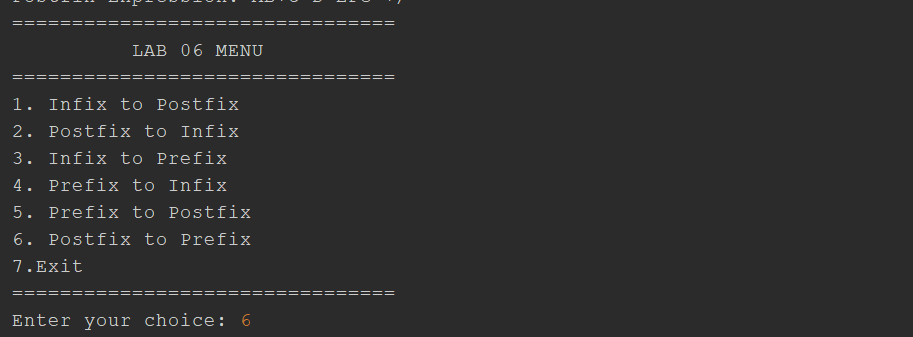 ================================
LAB 06 MENU
================================
1. Infix to Postfix
2. Postfix to Infix
3. Infix to Prefix
4. Prefix to Infix
5. Prefix to Postfix
6. Postfix to Prefix
7.Exit
================================
Enter your choice: 6